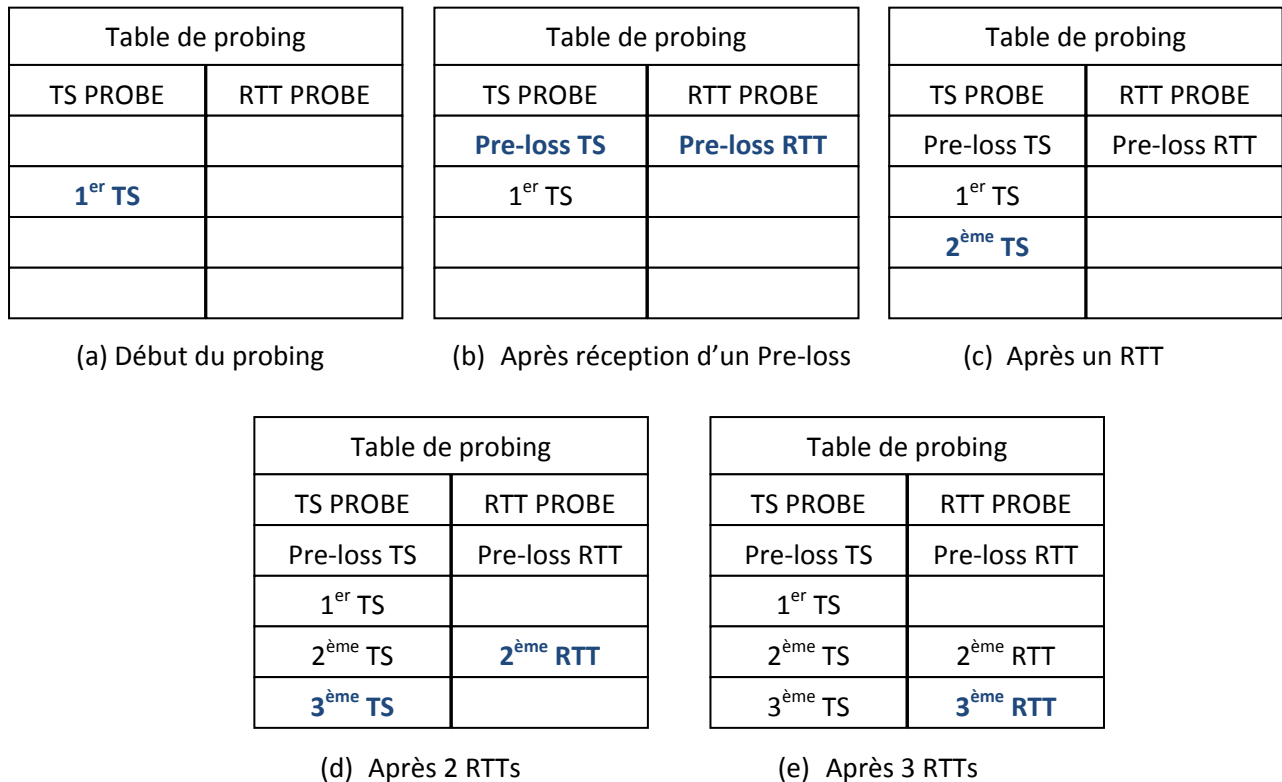 Table de probing Table de probing Table de probing
TS PROBE RTT PROBE TS PROBE RTT PROBE TS PROBE RTT PROBE
Pre-loss TS Pre-loss RTT Pre-loss TS Pre-loss RTT
1er TS 1er TS 1er TS
2ème TS
(a) Début du probing (b) Après réception d’un Pre-loss (c) Après un RTT
Table de probing Table de probing
TS PROBE RTT PROBE TS PROBE RTT PROBE
Pre-loss TS Pre-loss RTT Pre-loss TS Pre-loss RTT
1er TS 1er TS
2ème TS 2ème RTT 2ème TS 2ème RTT
3ème TS 3ème TS 3ème RTT
(d) Après 2 RTTs (e) Après 3 RTTs